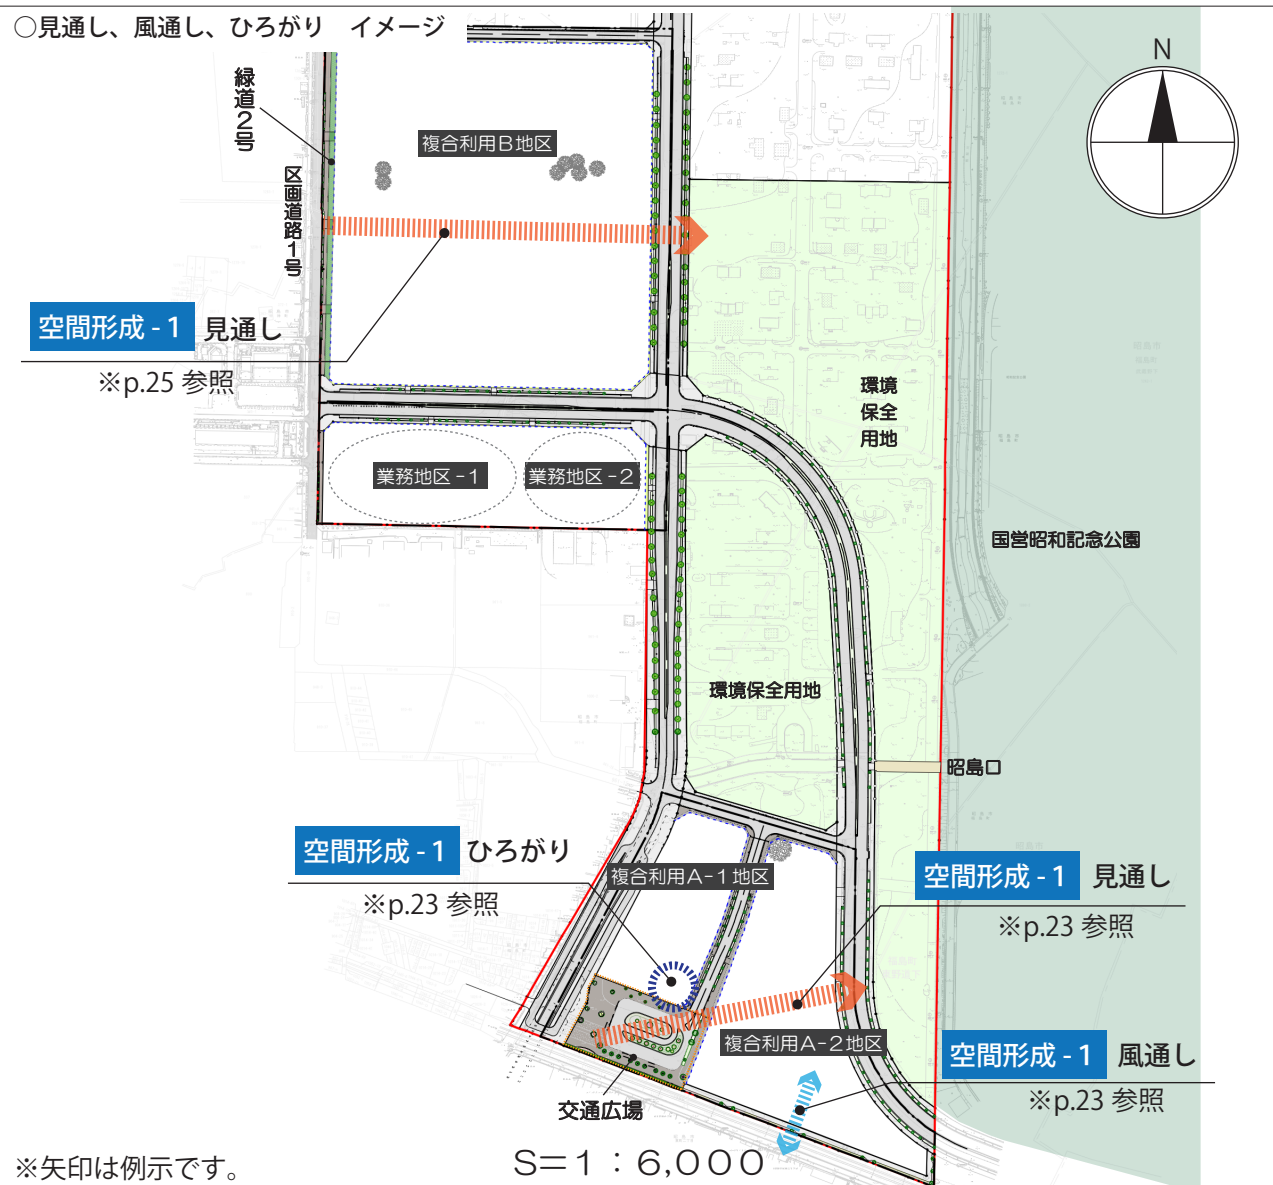 ○見通し、風通し、ひろがり　イメージ
N
緑道2号
複合利用B地区
区画道路1号
空間形成 - 1 見通し
※p.25 参照
環境
保全
用地
業務地区 - 1
業務地区 - 2
国営昭和記念公園
環境保全用地
昭島口
空間形成 - 1 ひろがり
※p.23 参照
複合利用A-1地区
空間形成 - 1 見通し
※p.23 参照
複合利用A-2地区
空間形成 - 1 風通し
※p.23 参照
交通広場
※矢印は例示です。
S=1：6,000